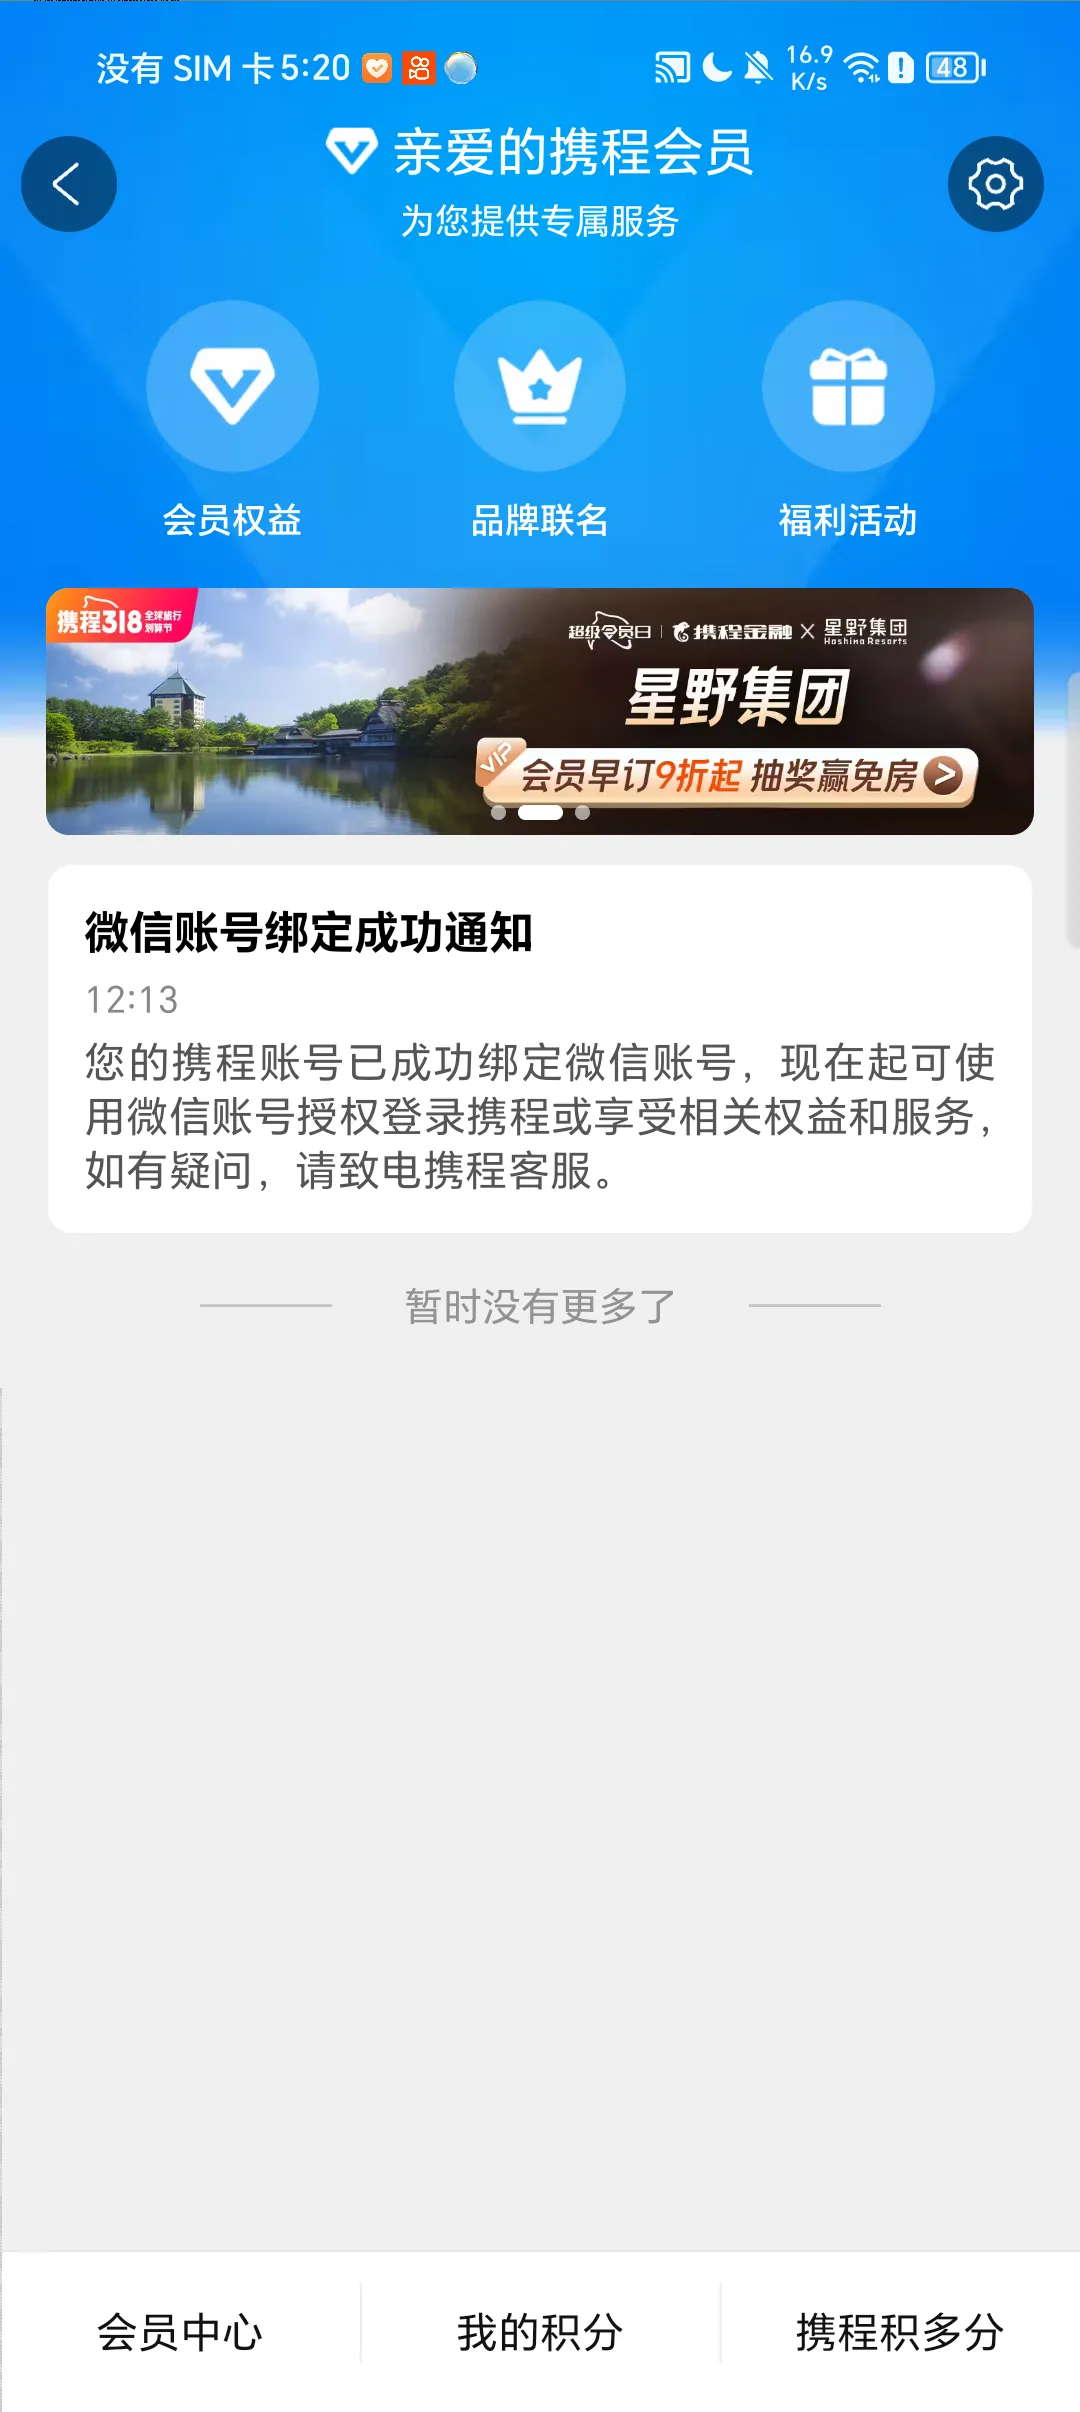 没有 SIM 卡 5:20
16.9
K/s
48
亲爱的携程会员
为您提供专属服务
会员权益
品牌联名
福利活动
携程318 全球旅行
划算节
超级会员日 | 携程金融 × 星野集团
Hoshino Resorts
星野集团
VIP
会员早订9折起 抽奖赢免房 >
微信账号绑定成功通知
12:13
您的携程账号已成功绑定微信账号，现在起可使
用微信账号授权登录携程或享受相关权益和服务，
如有疑问，请致电携程客服。
暂时没有更多了
会员中心
我的积分
携程积多分